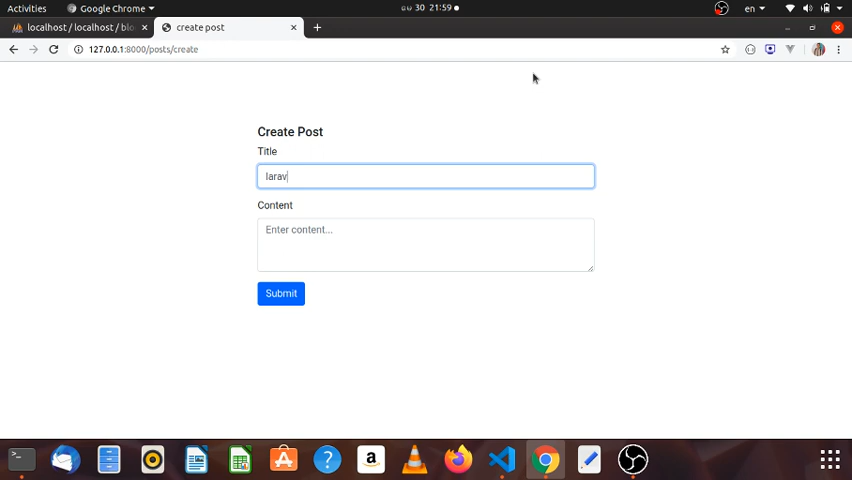 Activities
Google Chrome
30 21:59
en
localhost / localhost / blo
create post
127.0.0.1:8000/posts/create
Create Post
Title
larav
Content
Enter content...
Submit